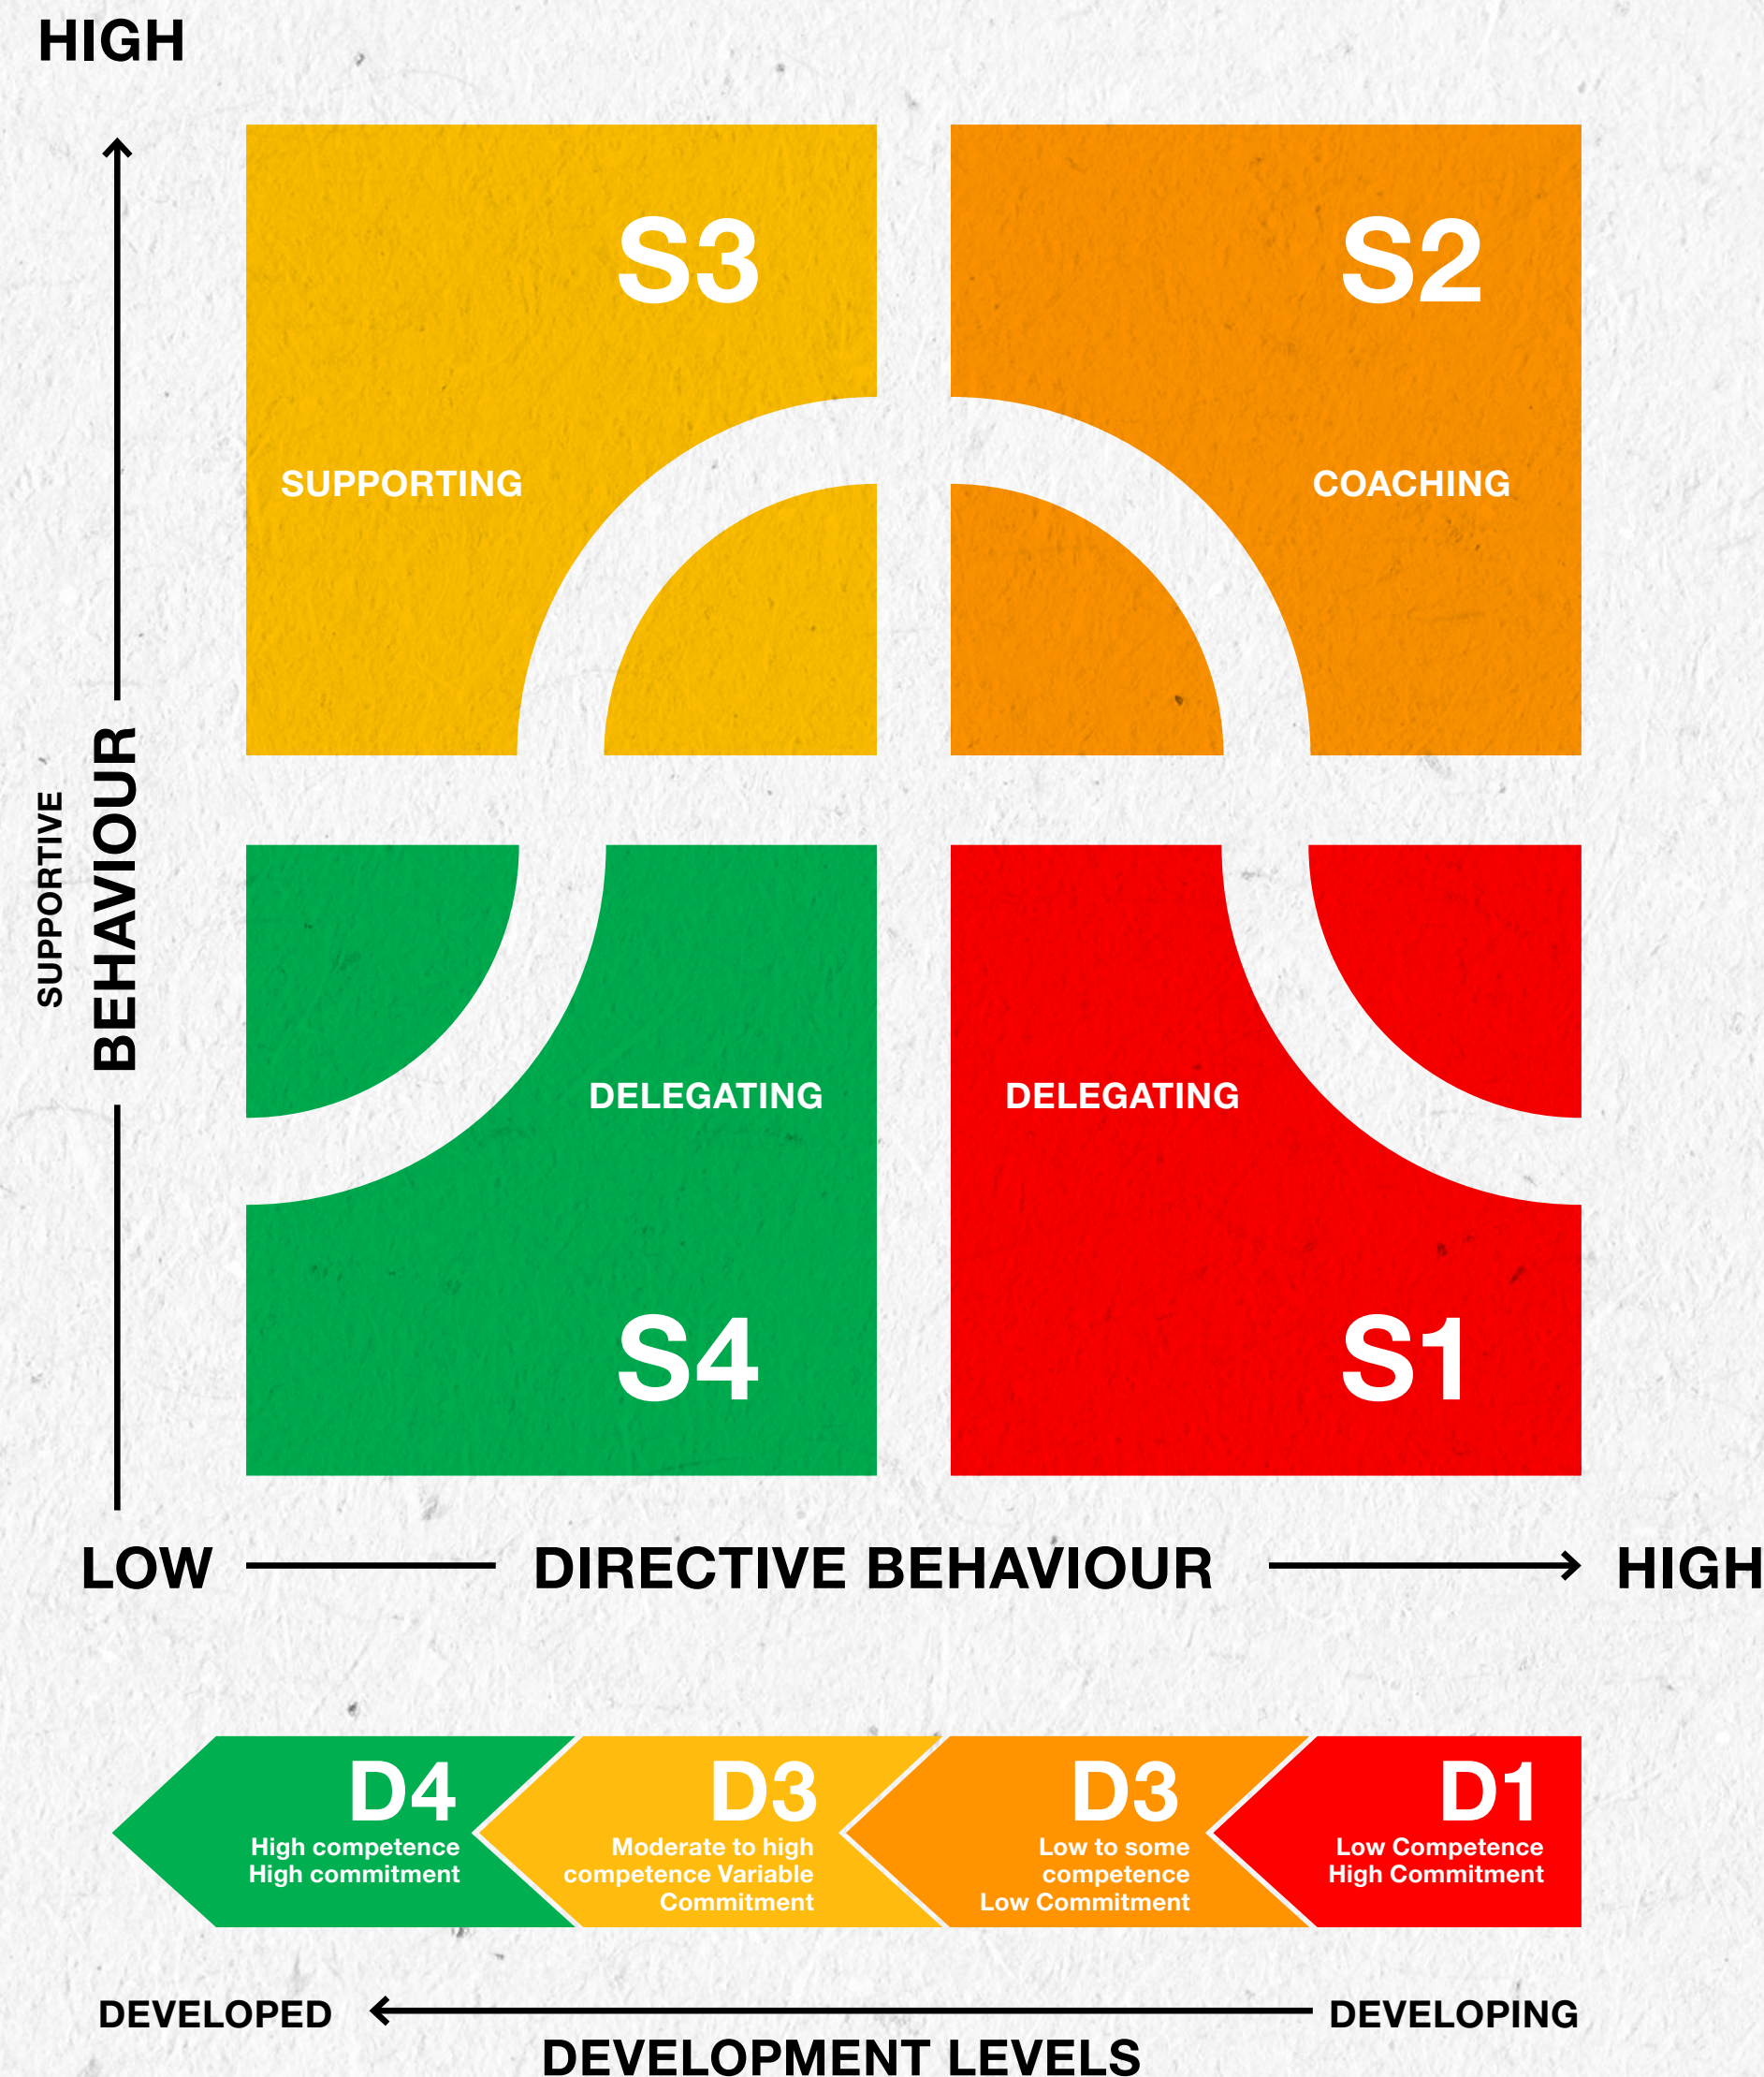 HIGH
S3
S2
SUPPORTING
COACHING
SUPPORTIVE
BEHAVIOUR
DELEGATING
DELEGATING
S4
S1
LOW
DIRECTIVE BEHAVIOUR
HIGH
D4
High competence
High commitment
D3
Moderate to high
competence Variable
Commitment
D3
Low to some
competence
Low Commitment
D1
Low Competence
High Commitment
DEVELOPED
DEVELOPING
DEVELOPMENT LEVELS